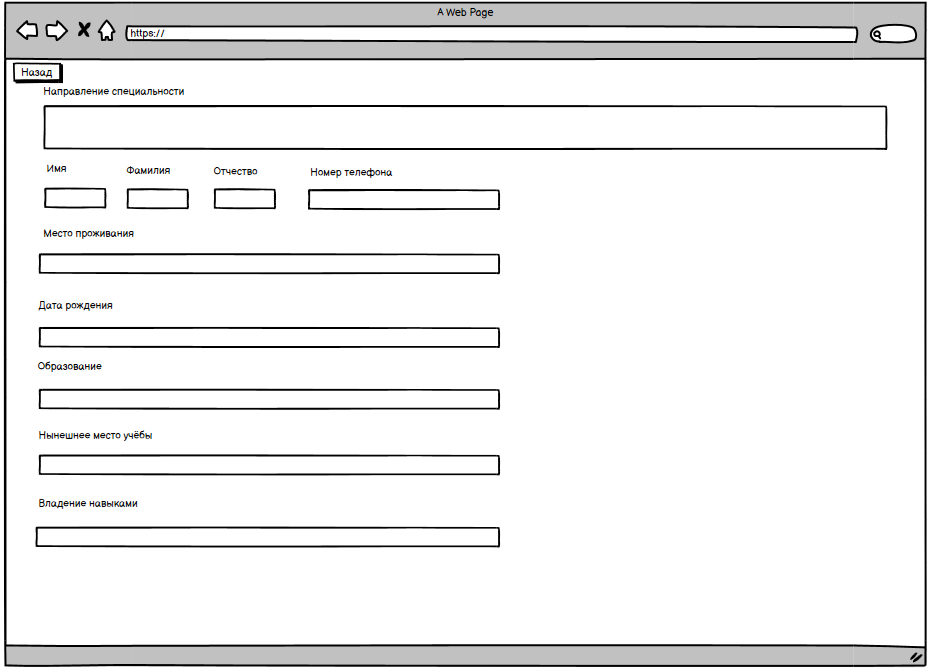 A Web Page
https://
Назад
Направление специальности
Имя Фамилия Отчество Номер телефона
Место проживания
Дата рождения
Образование
Нынешнее место учёбы
Владение навыками